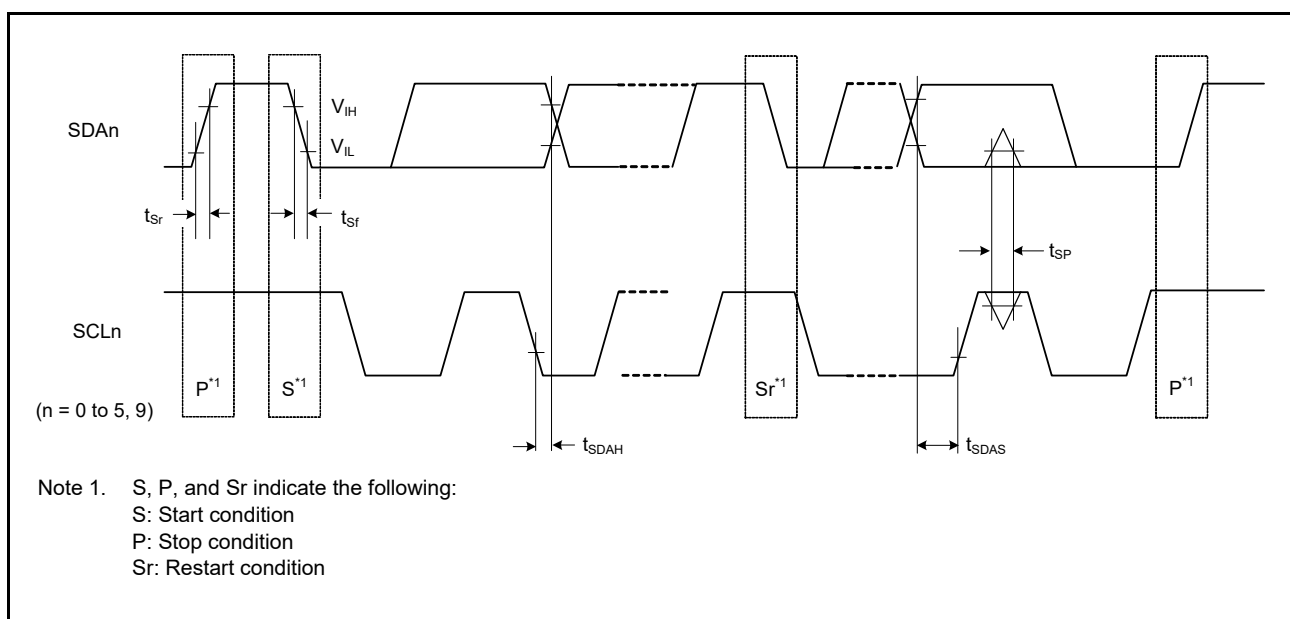 SDAn
V_IH
V_IL
t_Sr
t_Sf
t_SP
SCLn
P*1
S*1
Sr*1
P*1
(n = 0 to 5, 9)
t_SDAH
t_SDAS
Note 1. S, P, and Sr indicate the following:
S: Start condition
P: Stop condition
Sr: Restart condition